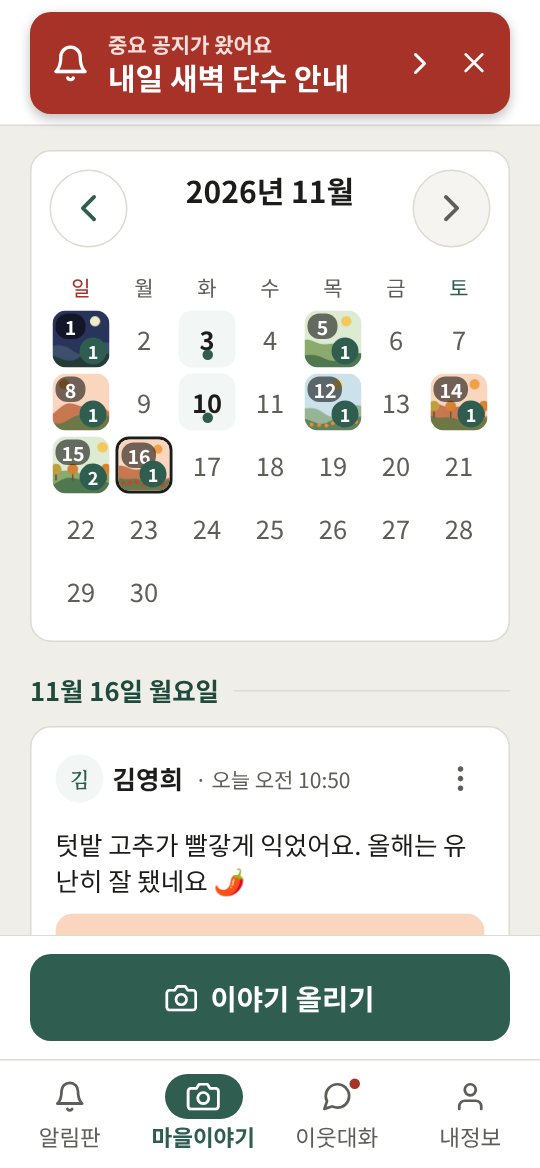 중요 공지가 왔어요
내일 새벽 단수 안내
2026년 11월
일 월 화 수 목 금 토
1 1 2 3 4 5 1 6 7
8 1 9 10 11 12 1 13 14 1
15 2 16 1 17 18 19 20 21
22 23 24 25 26 27 28
29 30
11월 16일 월요일
김 김영희 · 오늘 오전 10:50
텃밭 고추가 빨갛게 익었어요. 올해는 유
난히 잘 됐네요 🌶️
이야기 올리기
알림판 마을이야기 이웃대화 내정보